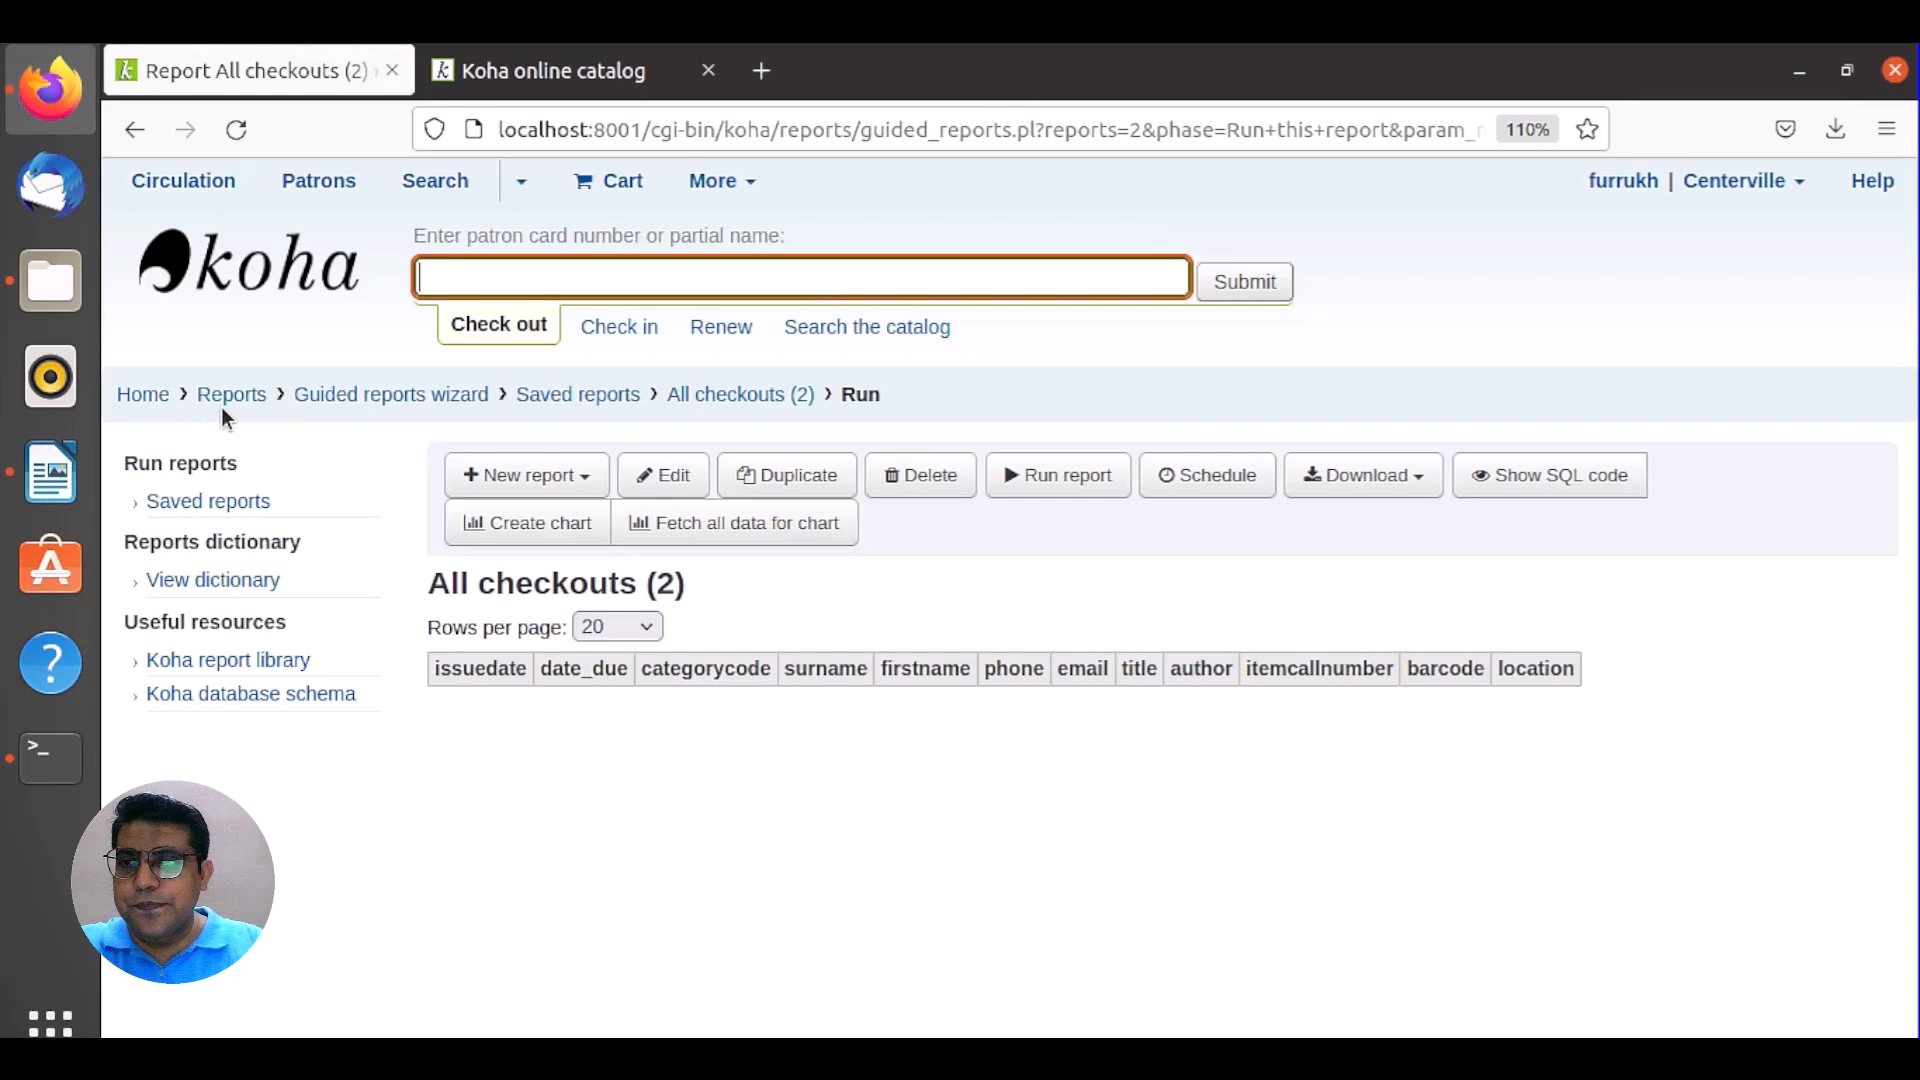 Report All checkouts (2)
Koha online catalog
localhost:8001/cgi-bin/koha/reports/guided_reports.pl?reports=2&phase=Run+this+report&param_
110%
Circulation Patrons Search Cart More furrukh | Centerville Help
koha
Enter patron card number or partial name:
Submit
Check out Check in Renew Search the catalog
Home › Reports › Guided reports wizard › Saved reports › All checkouts (2) › Run
Run reports
› Saved reports
Reports dictionary
› View dictionary
Useful resources
› Koha report library
› Koha database schema
+ New report Edit Duplicate Delete Run report Schedule Download Show SQL code
Create chart Fetch all data for chart
All checkouts (2)
Rows per page: 20
issuedate date_due categorycode surname firstname phone email title author itemcallnumber barcode location